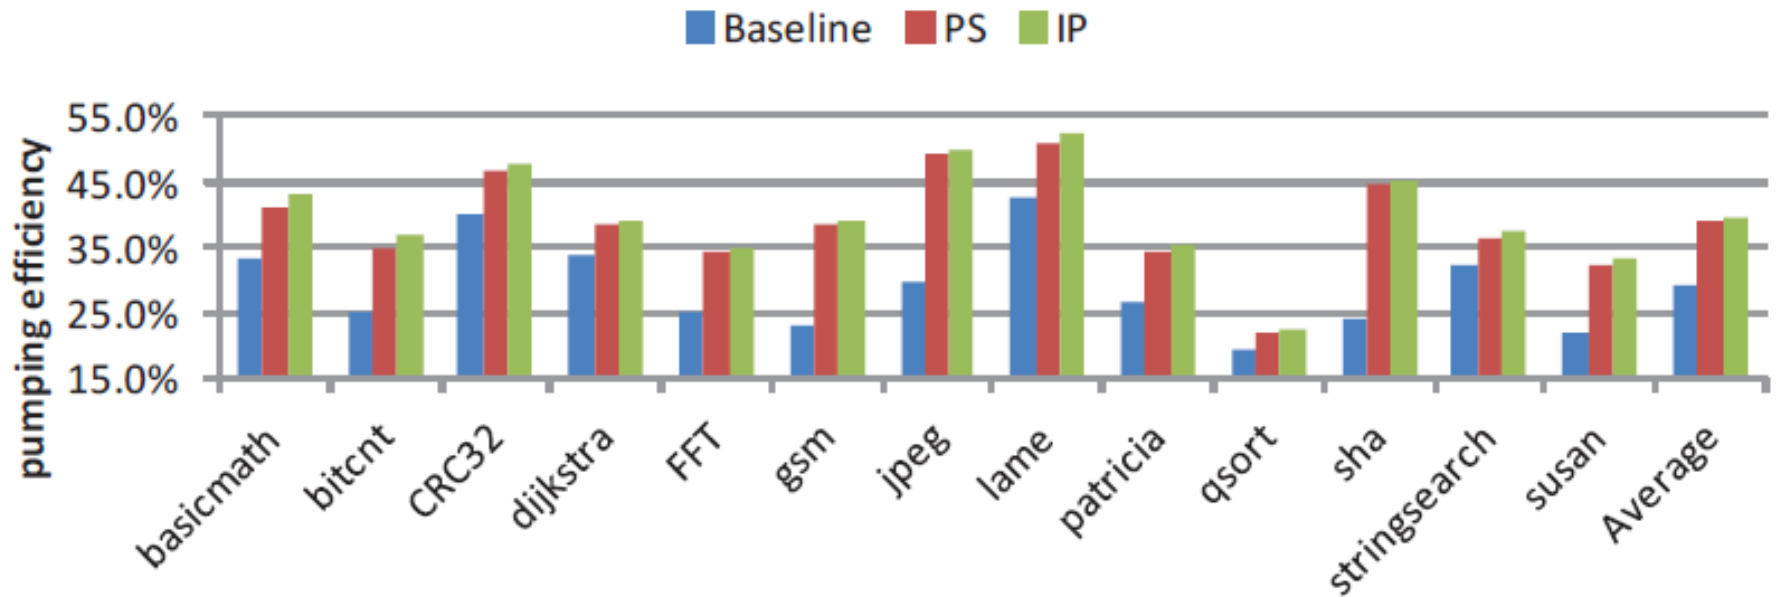 Baseline PS IP
pumping efficiency
55.0%
45.0%
35.0%
25.0%
15.0%
basicmath
bitcnt
CRC32
dijkstra
FFT
gsm
jpeg
lame
patricia
qsort
sha
stringsearch
susan
Average